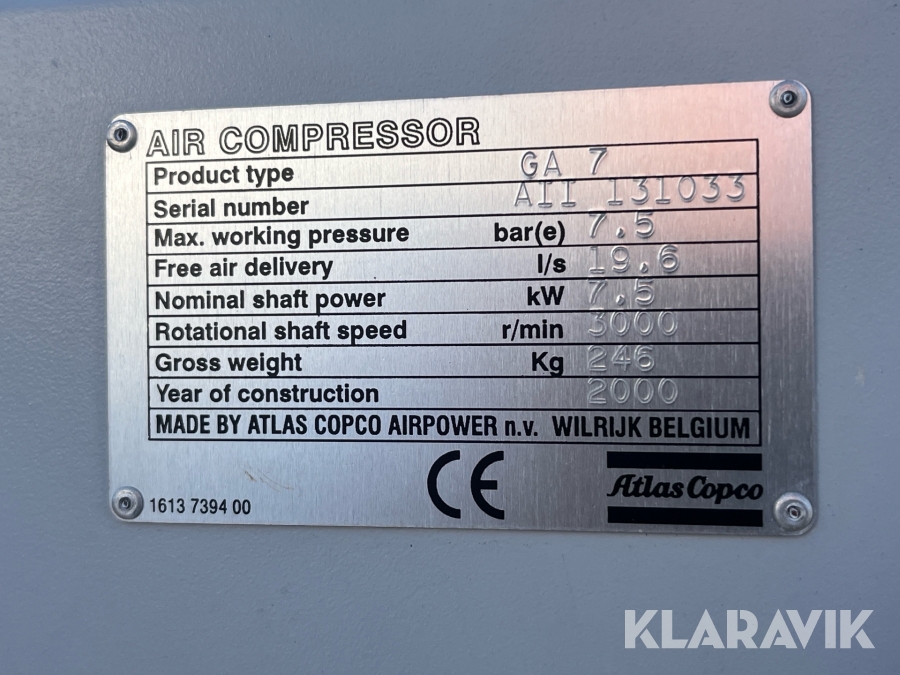 AIR COMPRESSOR
Product type GA 7
Serial number AII 131033
Max. working pressure bar(e) 7.5
Free air delivery l/s 19.6
Nominal shaft power kW 7.5
Rotational shaft speed r/min 3000
Gross weight Kg 246
Year of construction 2000
MADE BY ATLAS COPCO AIRPOWER n.v. WILRIJK BELGIUM
CE
Atlas Copco
1613 7394 00
KLARAVIK